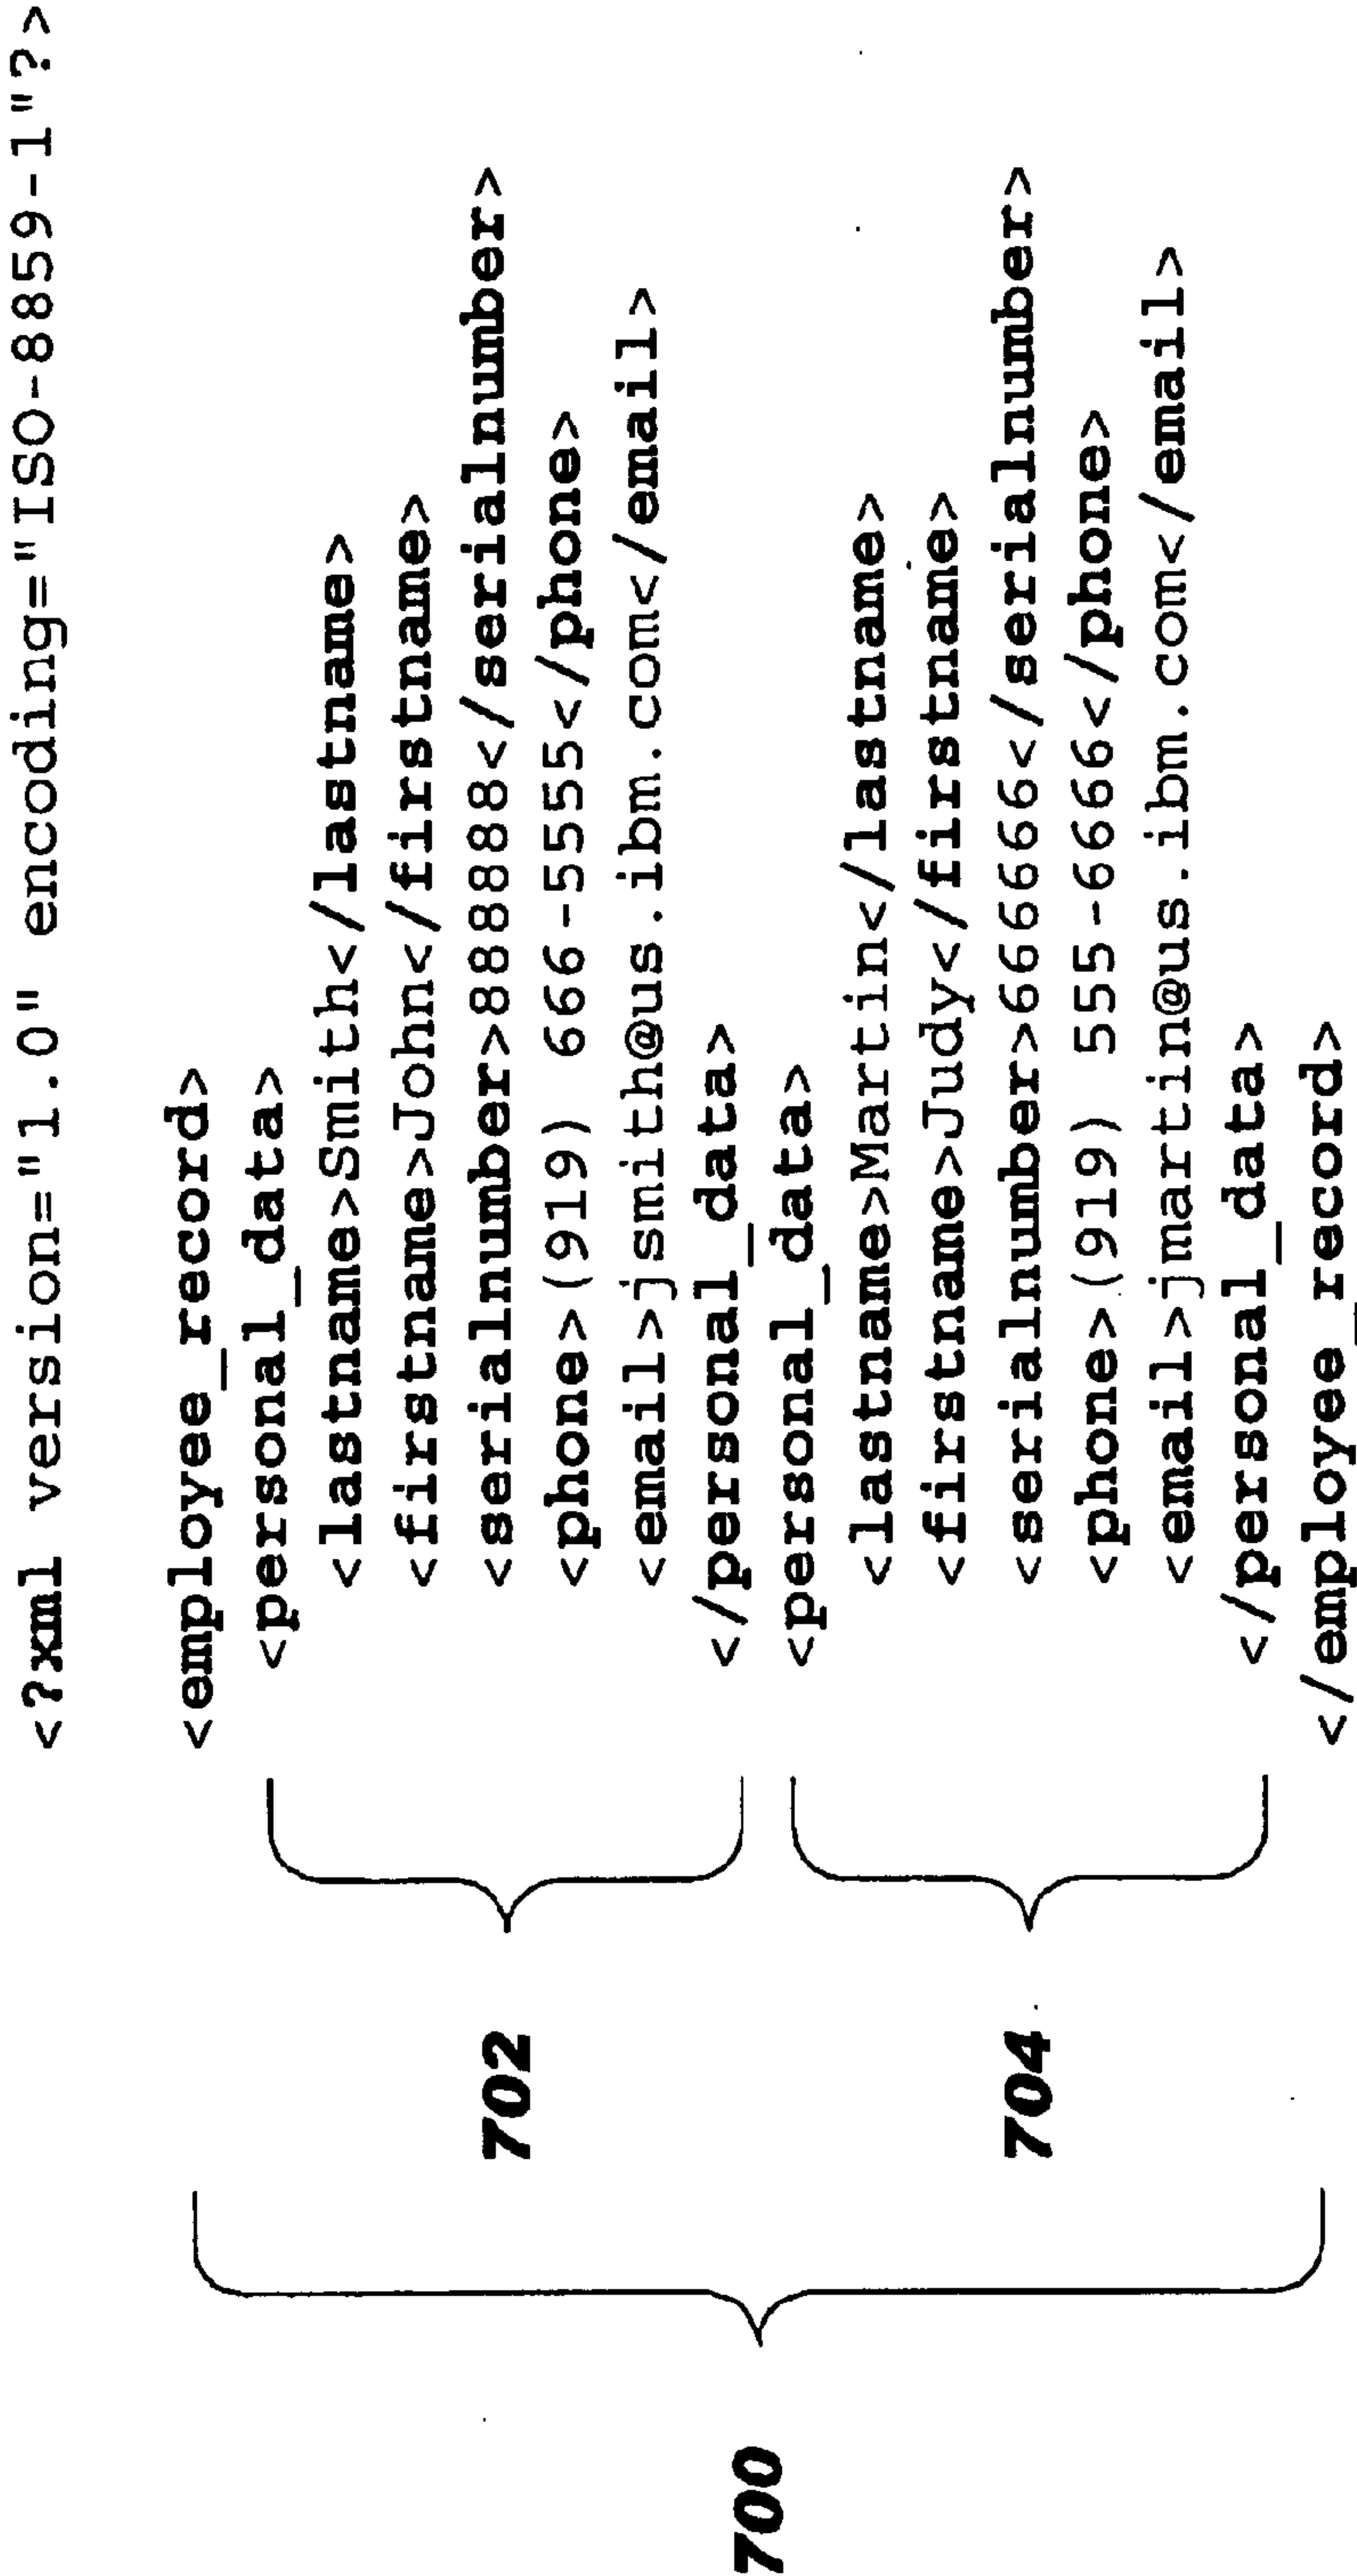 <?xml version="1.0" encoding="ISO-8859-1"?>
<employee_record>
<personal_data>
<lastname>Smith</lastname>
<firstname>John</firstname>
<serialnumber>888888</serialnumber>
<phone>(919) 666-5555</phone>
<email>jsmith@us.ibm.com</email>
</personal_data>
<personal_data>
<lastname>Martin</lastname>
<firstname>Judy</firstname>
<serialnumber>666666</serialnumber>
<phone>(919) 555-6666</phone>
<email>jmartin@us.ibm.com</email>
</personal_data>
</employee_record>
702
704
700